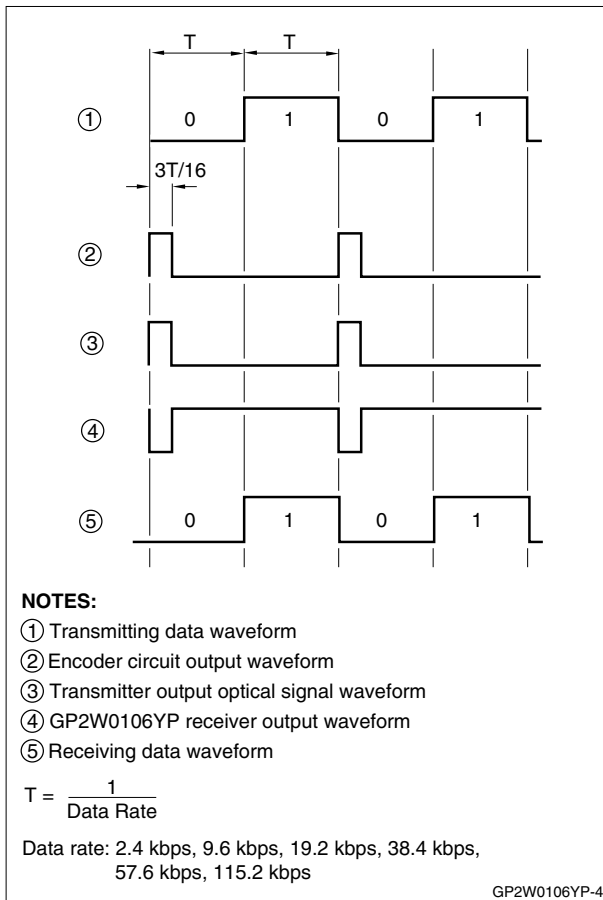 T T
① 0 1 0 1
3T/16
②
③
④
⑤ 0 1 0 1
NOTES:
① Transmitting data waveform
② Encoder circuit output waveform
③ Transmitter output optical signal waveform
④ GP2W0106YP receiver output waveform
⑤ Receiving data waveform
T = 1
Data Rate
Data rate: 2.4 kbps, 9.6 kbps, 19.2 kbps, 38.4 kbps,
57.6 kbps, 115.2 kbps
GP2W0106YP-4